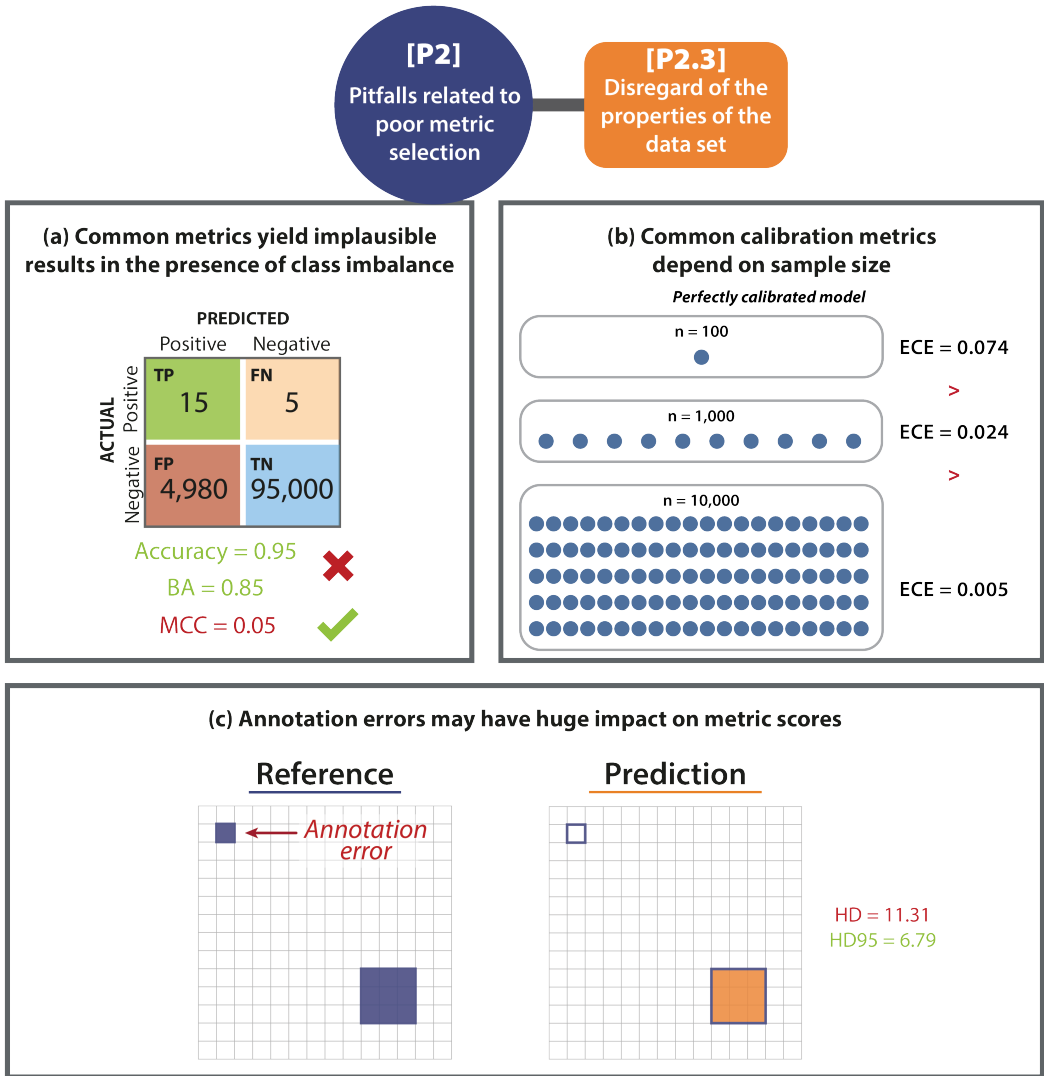 [P2]
Pitfalls related to
poor metric
selection
[P2.3]
Disregard of the
properties of the
data set
(a) Common metrics yield implausible
results in the presence of class imbalance
PREDICTED
Positive Negative
ACTUAL
Positive
Negative
TP
15
FN
5
FP
4,980
TN
95,000
Accuracy = 0.95
BA = 0.85
MCC = 0.05
(b) Common calibration metrics
depend on sample size
Perfectly calibrated model
n = 100
ECE = 0.074
>
n = 1,000
ECE = 0.024
>
n = 10,000
ECE = 0.005
(c) Annotation errors may have huge impact on metric scores
Reference
Annotation
error
Prediction
HD = 11.31
HD95 = 6.79